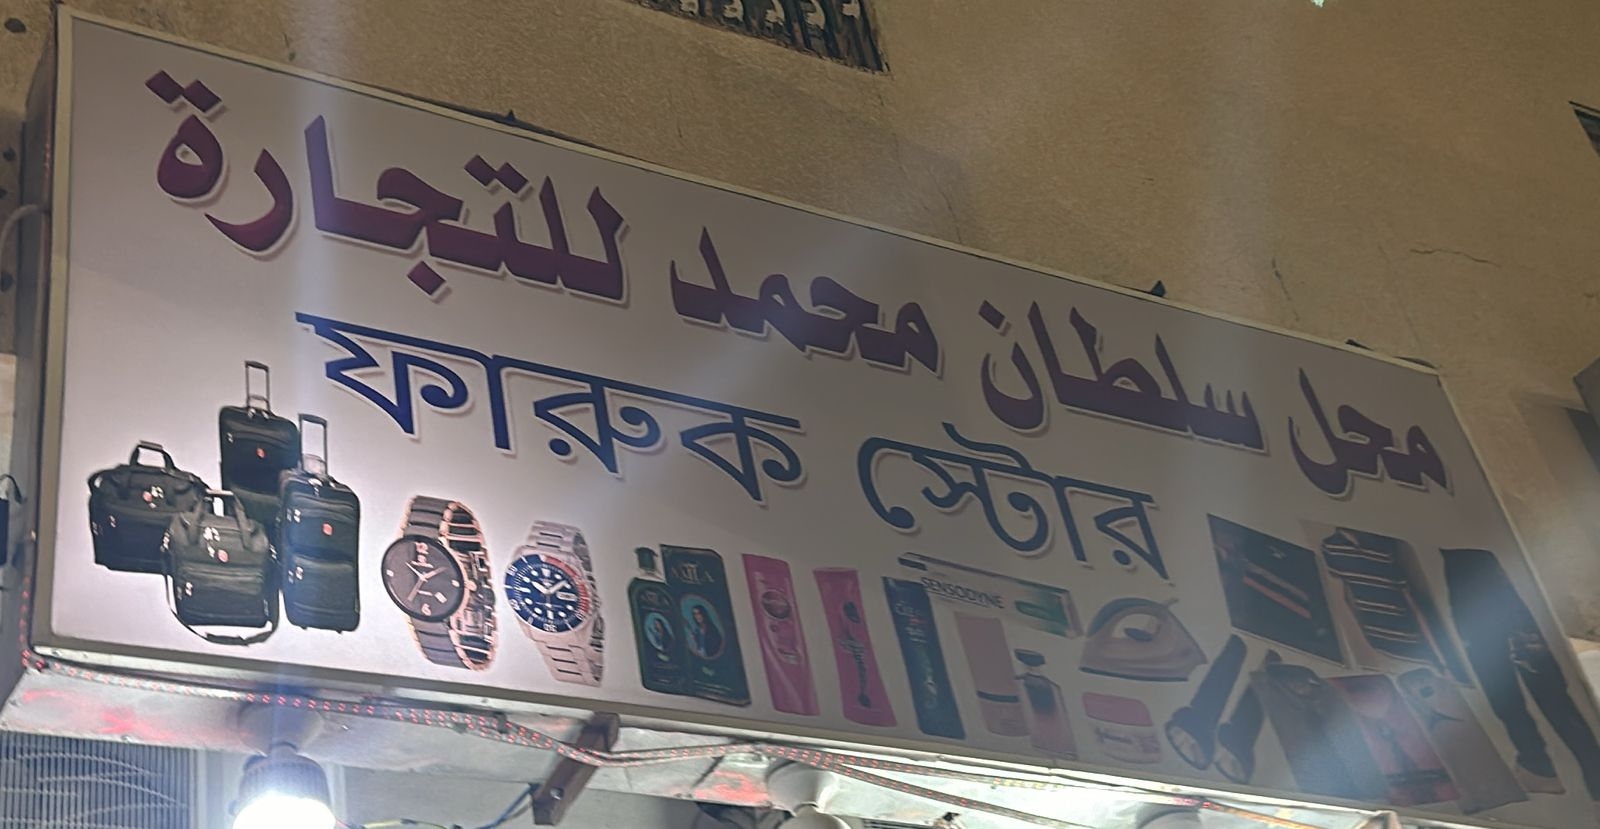 محل سلطان محمد للتجارة
ফারুক স্টোর
SENSODYNE